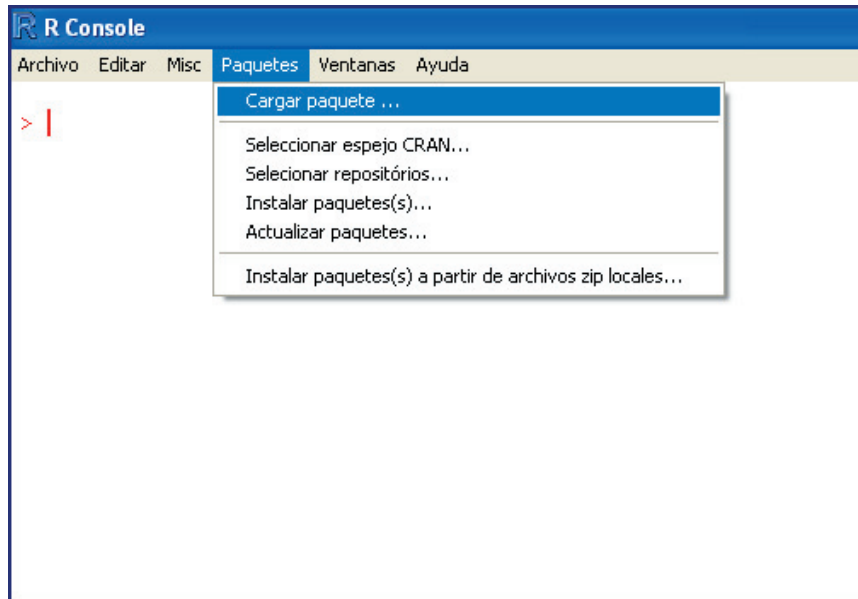 R R Console
Archivo Editar Misc Paquetes Ventanas Ayuda
Cargar paquete ...
>
Seleccionar espejo CRAN...
Selecionar repositórios...
Instalar paquetes(s)...
Actualizar paquetes...
Instalar paquetes(s) a partir de archivos zip locales...